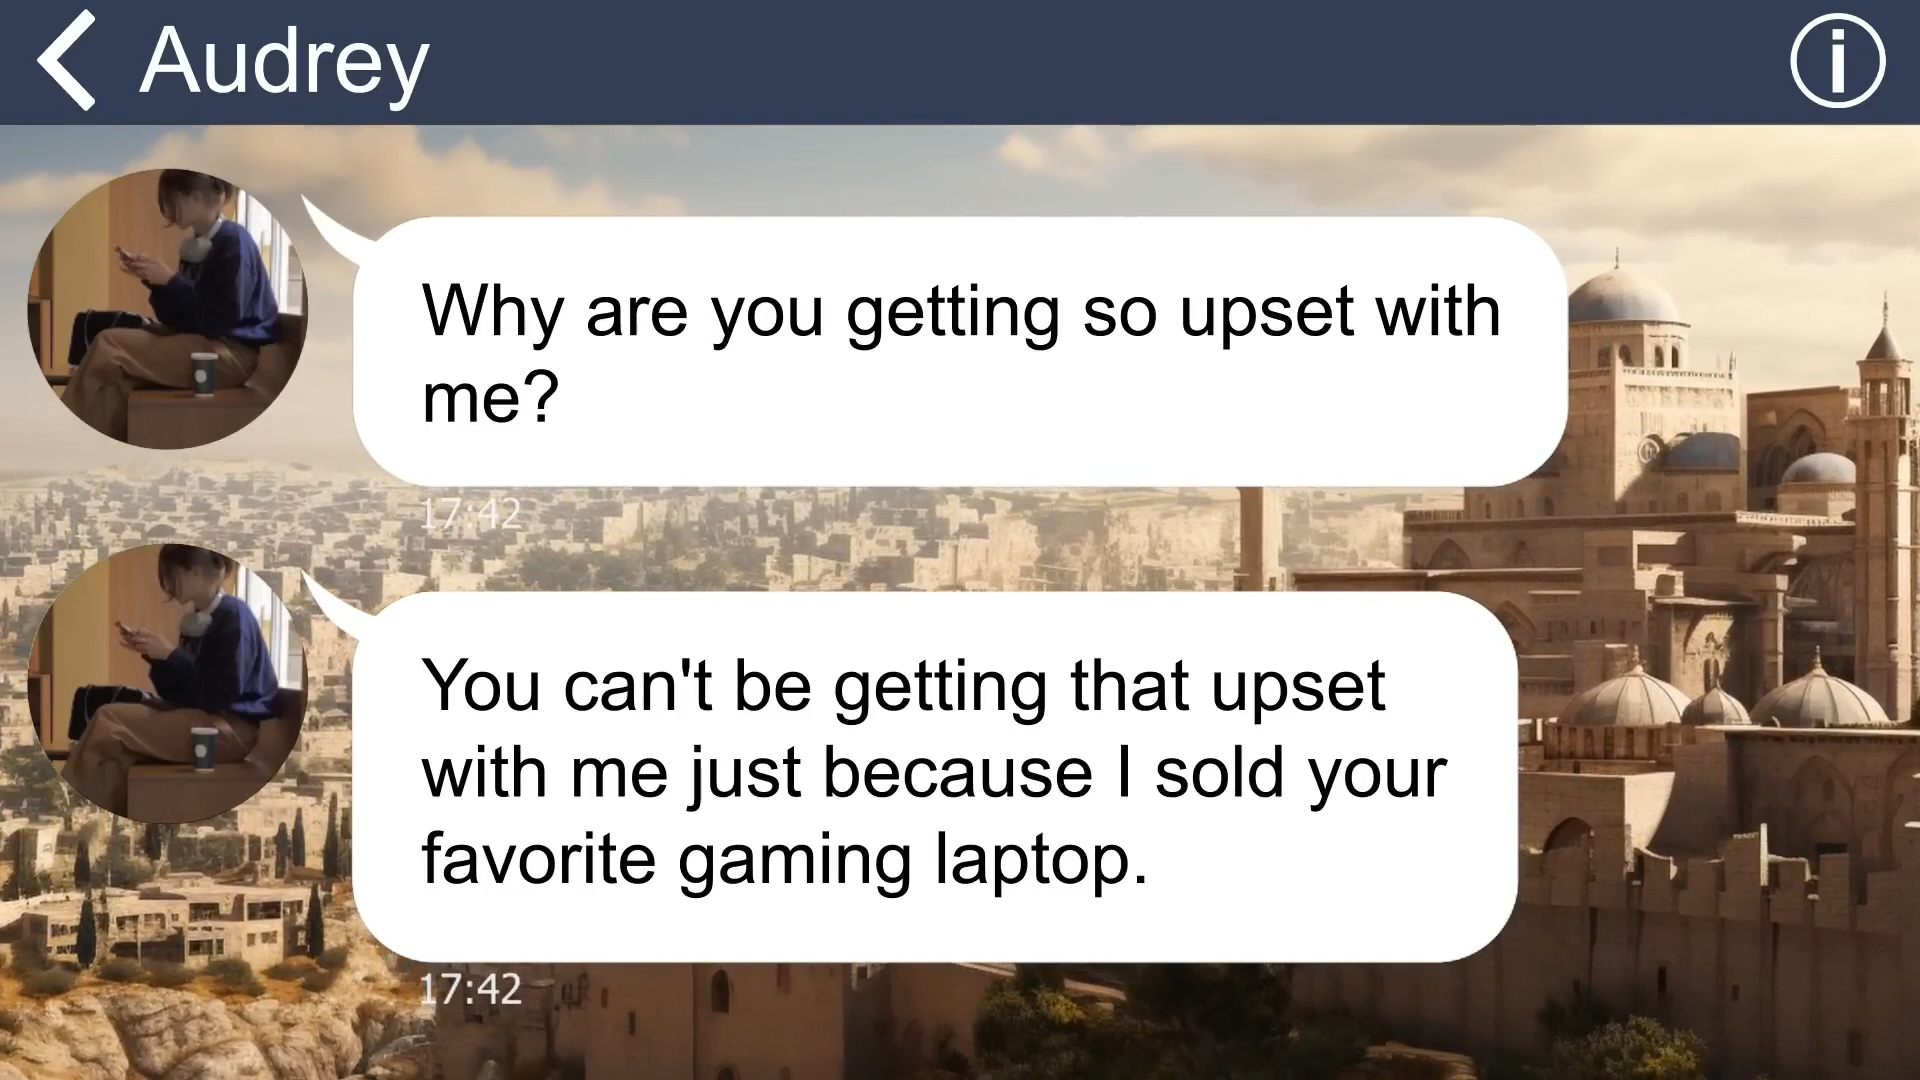 Audrey
Why are you getting so upset with
me?
17:42
You can't be getting that upset
with me just because I sold your
favorite gaming laptop.
17:42